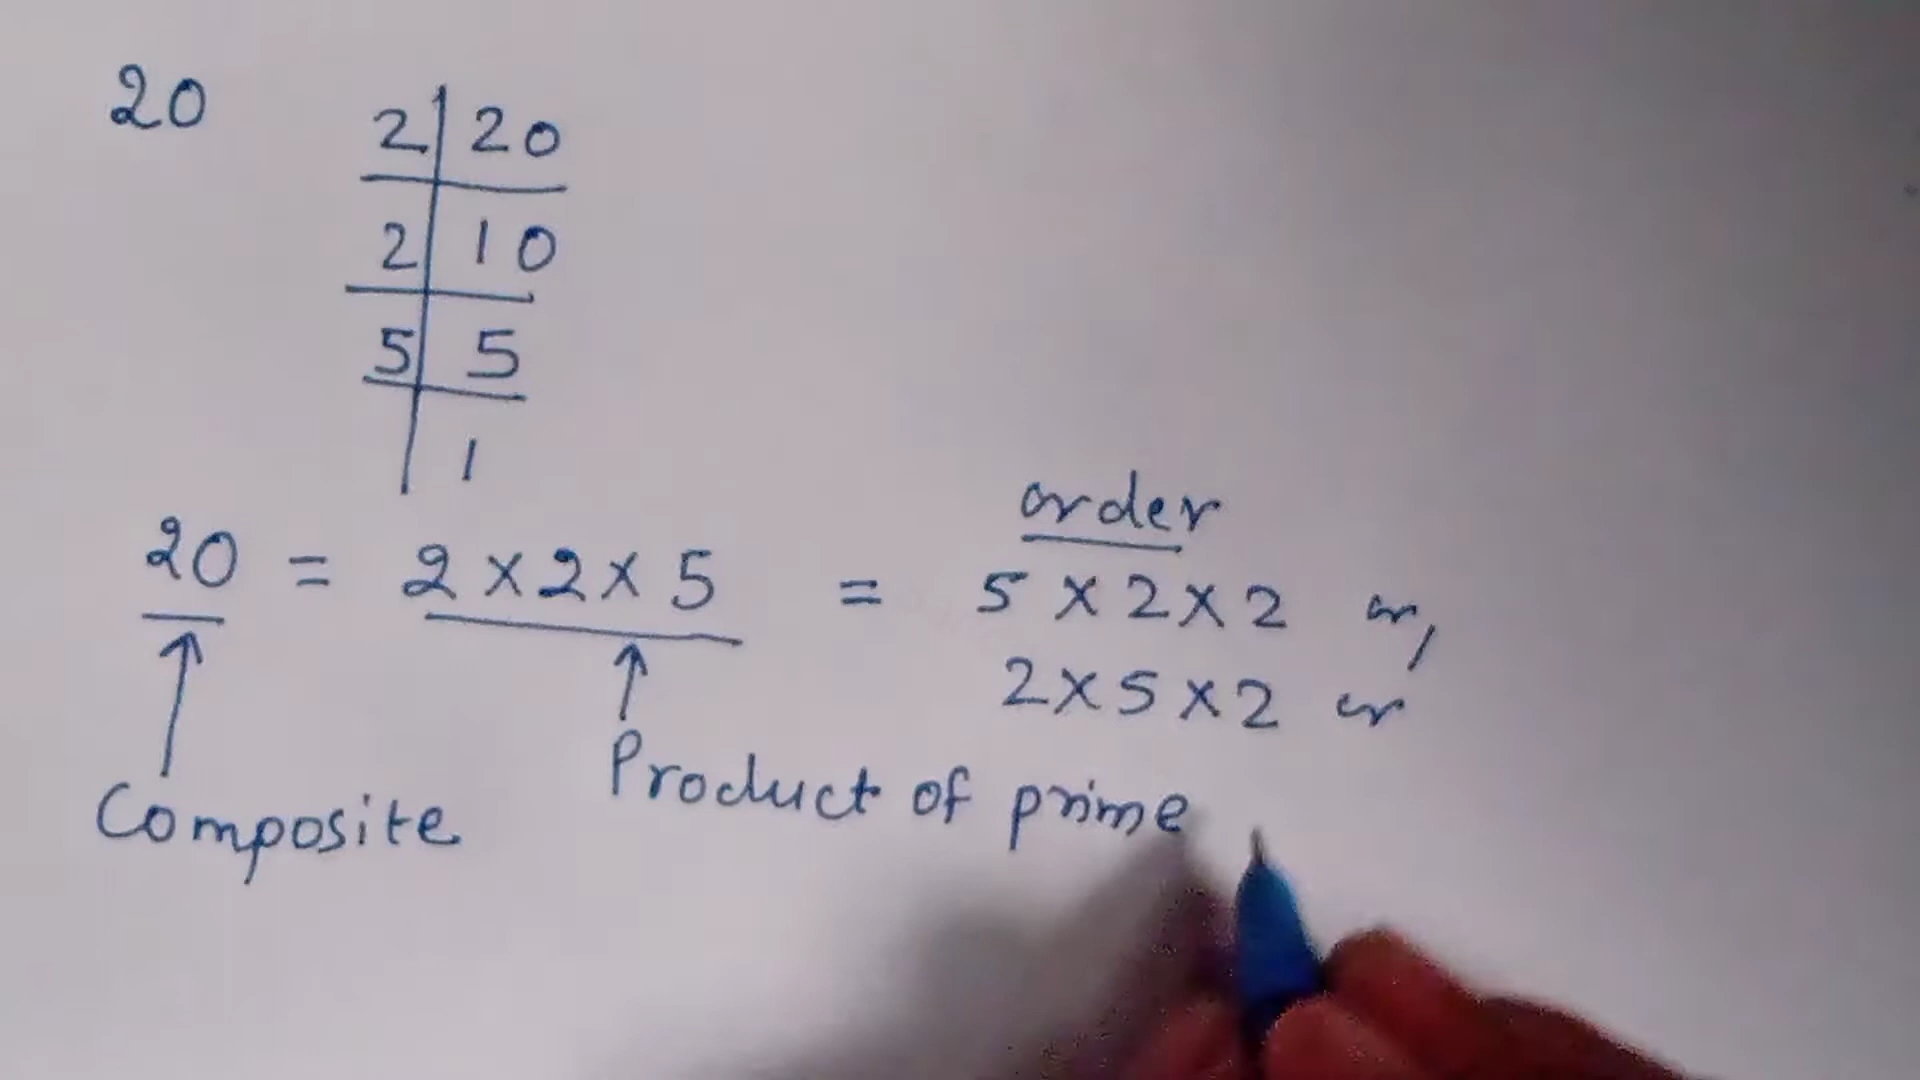 20
2 | 20
2 | 10
5 | 5
1
order
20 = 2 × 2 × 5 = 5 × 2 × 2 or,
2 × 5 × 2 or
Product of prime
Composite